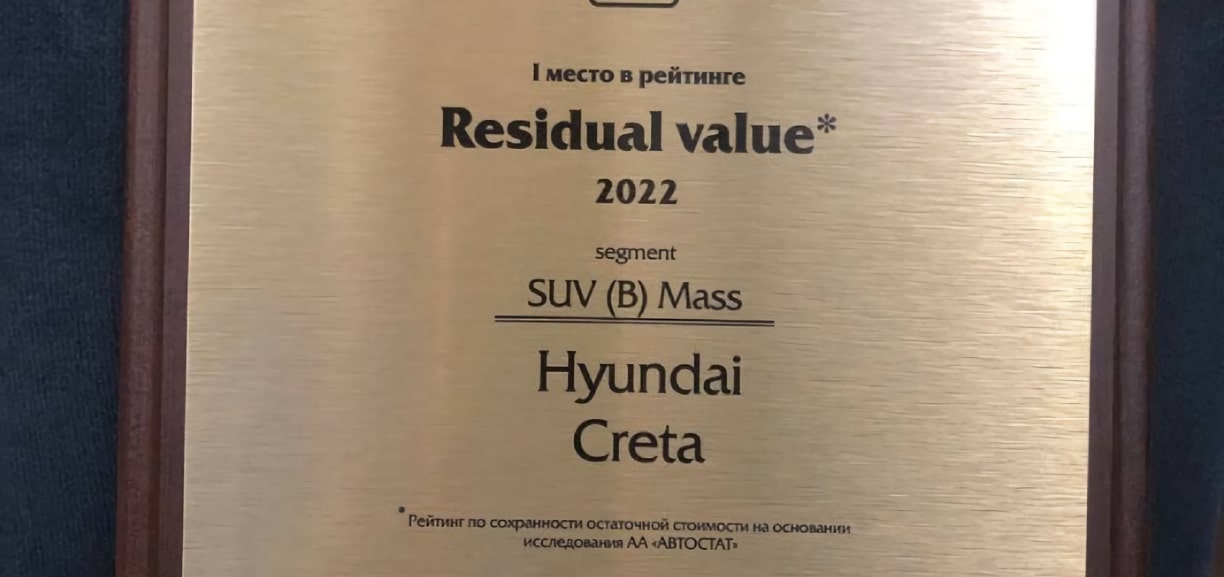 I место в рейтинге
Residual value*
2022
segment
SUV (B) Mass
Hyundai
Creta
* Рейтинг по сохранности остаточной стоимости на основании
исследования АА «АВТОСТАТ»